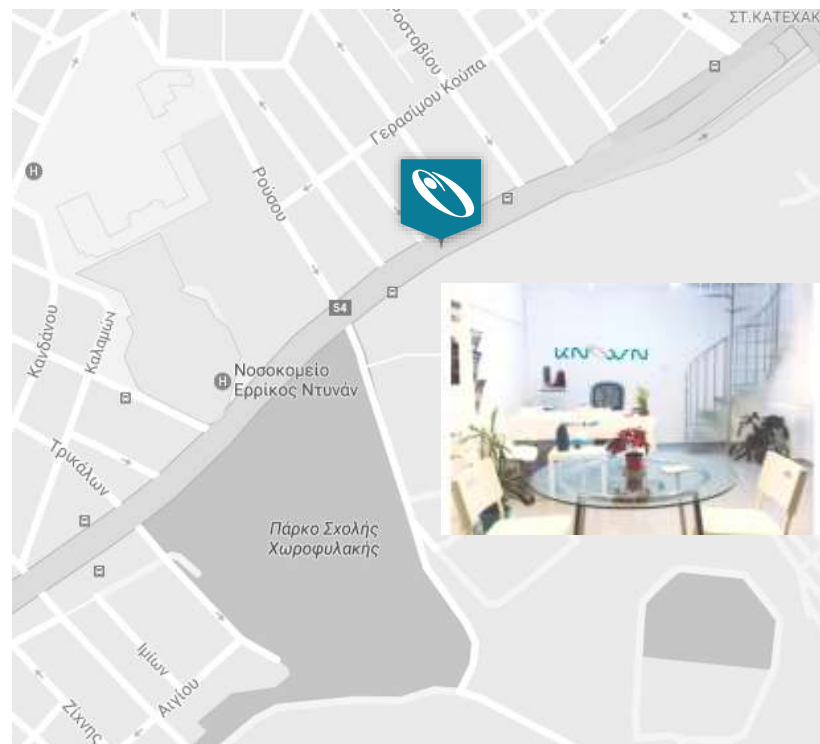 ΣΤ.ΚΑΤΕΧΑΚ
οστοβίου
Γερασίμου Κούπα
H
Ρούσου
54
KNOWN
Κανδάνου
Καλαμών
H
Νοσοκομείο
Ερρίκος Ντυνάν
Τρικάλων
Πάρκο Σχολής
Χωροφυλακής
Ιμίων
Αιγίου
Ζίχνης